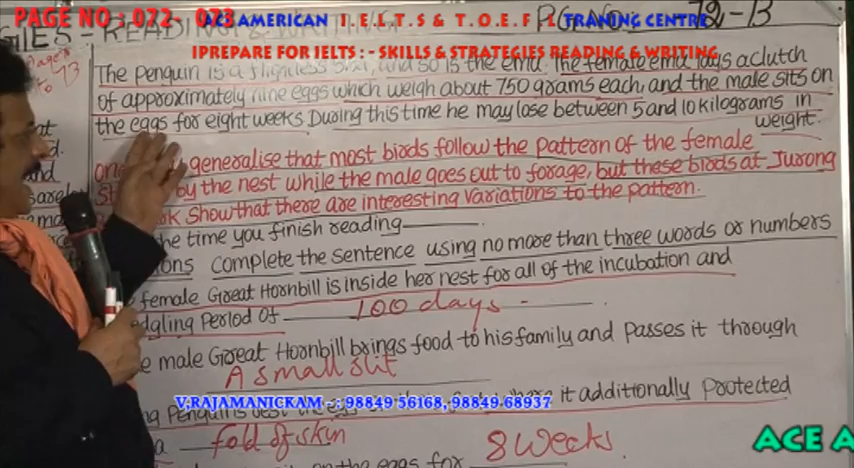 PAGE NO : 072- 073
ACE AMERICAN I .E.L.T.S & T.O.E.F L TRANING CENTRE
GIES - READING & WRITING PG. NO : 72-13
IPREPARE FOR IELTS : - SKILLS & STRATEGIES READING & WRITING
The Penguin is a flightless bird, and so is the emu. The female emu lays a clutch
of approximately nine eggs which weigh about 750 grams each, and the male sits on
the eggs for eight weeks. During this time he may lose between 5 and 10 kilograms in
weight.
generalise that most birds follow the pattern of the female
by the nest while the male goes out to forage, but these birds at Jurong
show that there are interesting variations to the pattern.
the time you finish reading
complete the sentence using no more than three words or numbers
female Great Hornbill is inside her nest for all of the incubation and
Period of 100 days.
male Great Hornbill brings food to his family and passes it through
A small slit
V.RAJAMANICKAM - : 98849 56168, 98849 68937
it additionally protected
fold of skin
on the eggs for 8 weeks.
ACE A